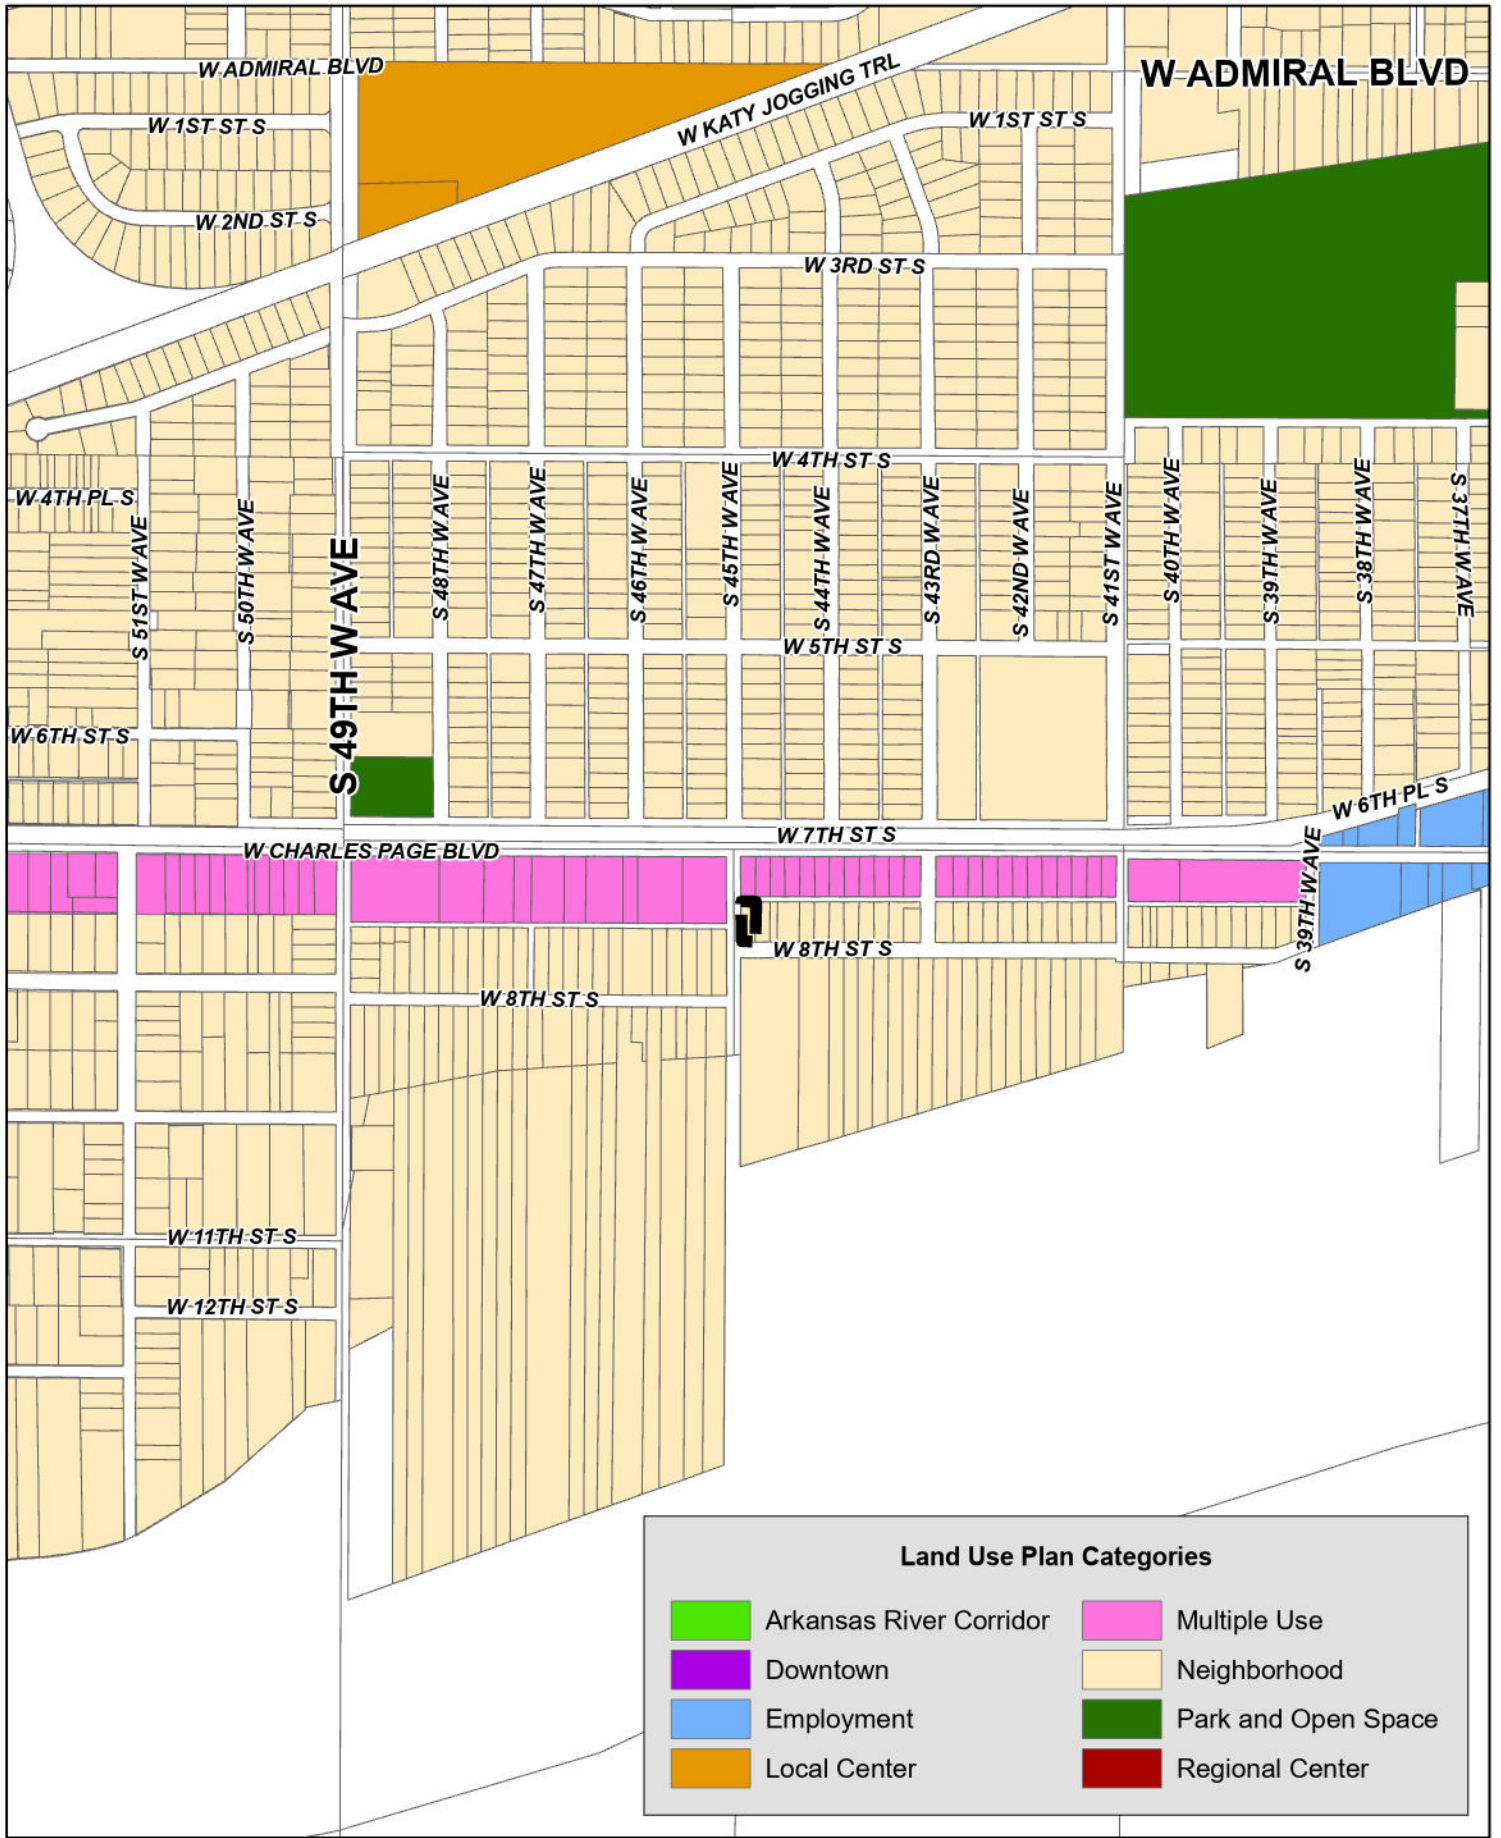 W ADMIRAL BLVD
W ADMIRAL BLVD
W KATY JOGGING TRL
W 1ST ST S
W 1ST ST S
W 2ND ST S
W 3RD ST S
W 4TH ST S
W 4TH PL S
S 51ST W AVE
S 50TH W AVE
S 49TH W AVE
S 48TH W AVE
S 47TH W AVE
S 46TH W AVE
S 45TH W AVE
S 44TH W AVE
S 43RD W AVE
S 42ND W AVE
S 41ST W AVE
S 40TH W AVE
S 39TH W AVE
S 38TH W AVE
S 37TH W AVE
W 5TH ST S
W 6TH ST S
W 6TH PL S
W 7TH ST S
W CHARLES PAGE BLVD
S 39TH W AVE
W 8TH ST S
W 8TH ST S
W 11TH ST S
W 12TH ST S
Land Use Plan Categories
Arkansas River Corridor
Downtown
Employment
Local Center
Multiple Use
Neighborhood
Park and Open Space
Regional Center